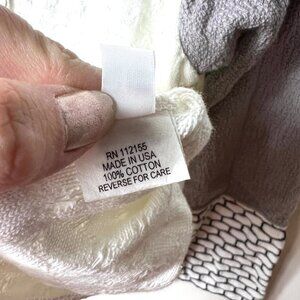 RN 112155
MADE IN USA
100% COTTON
REVERSE FOR CARE